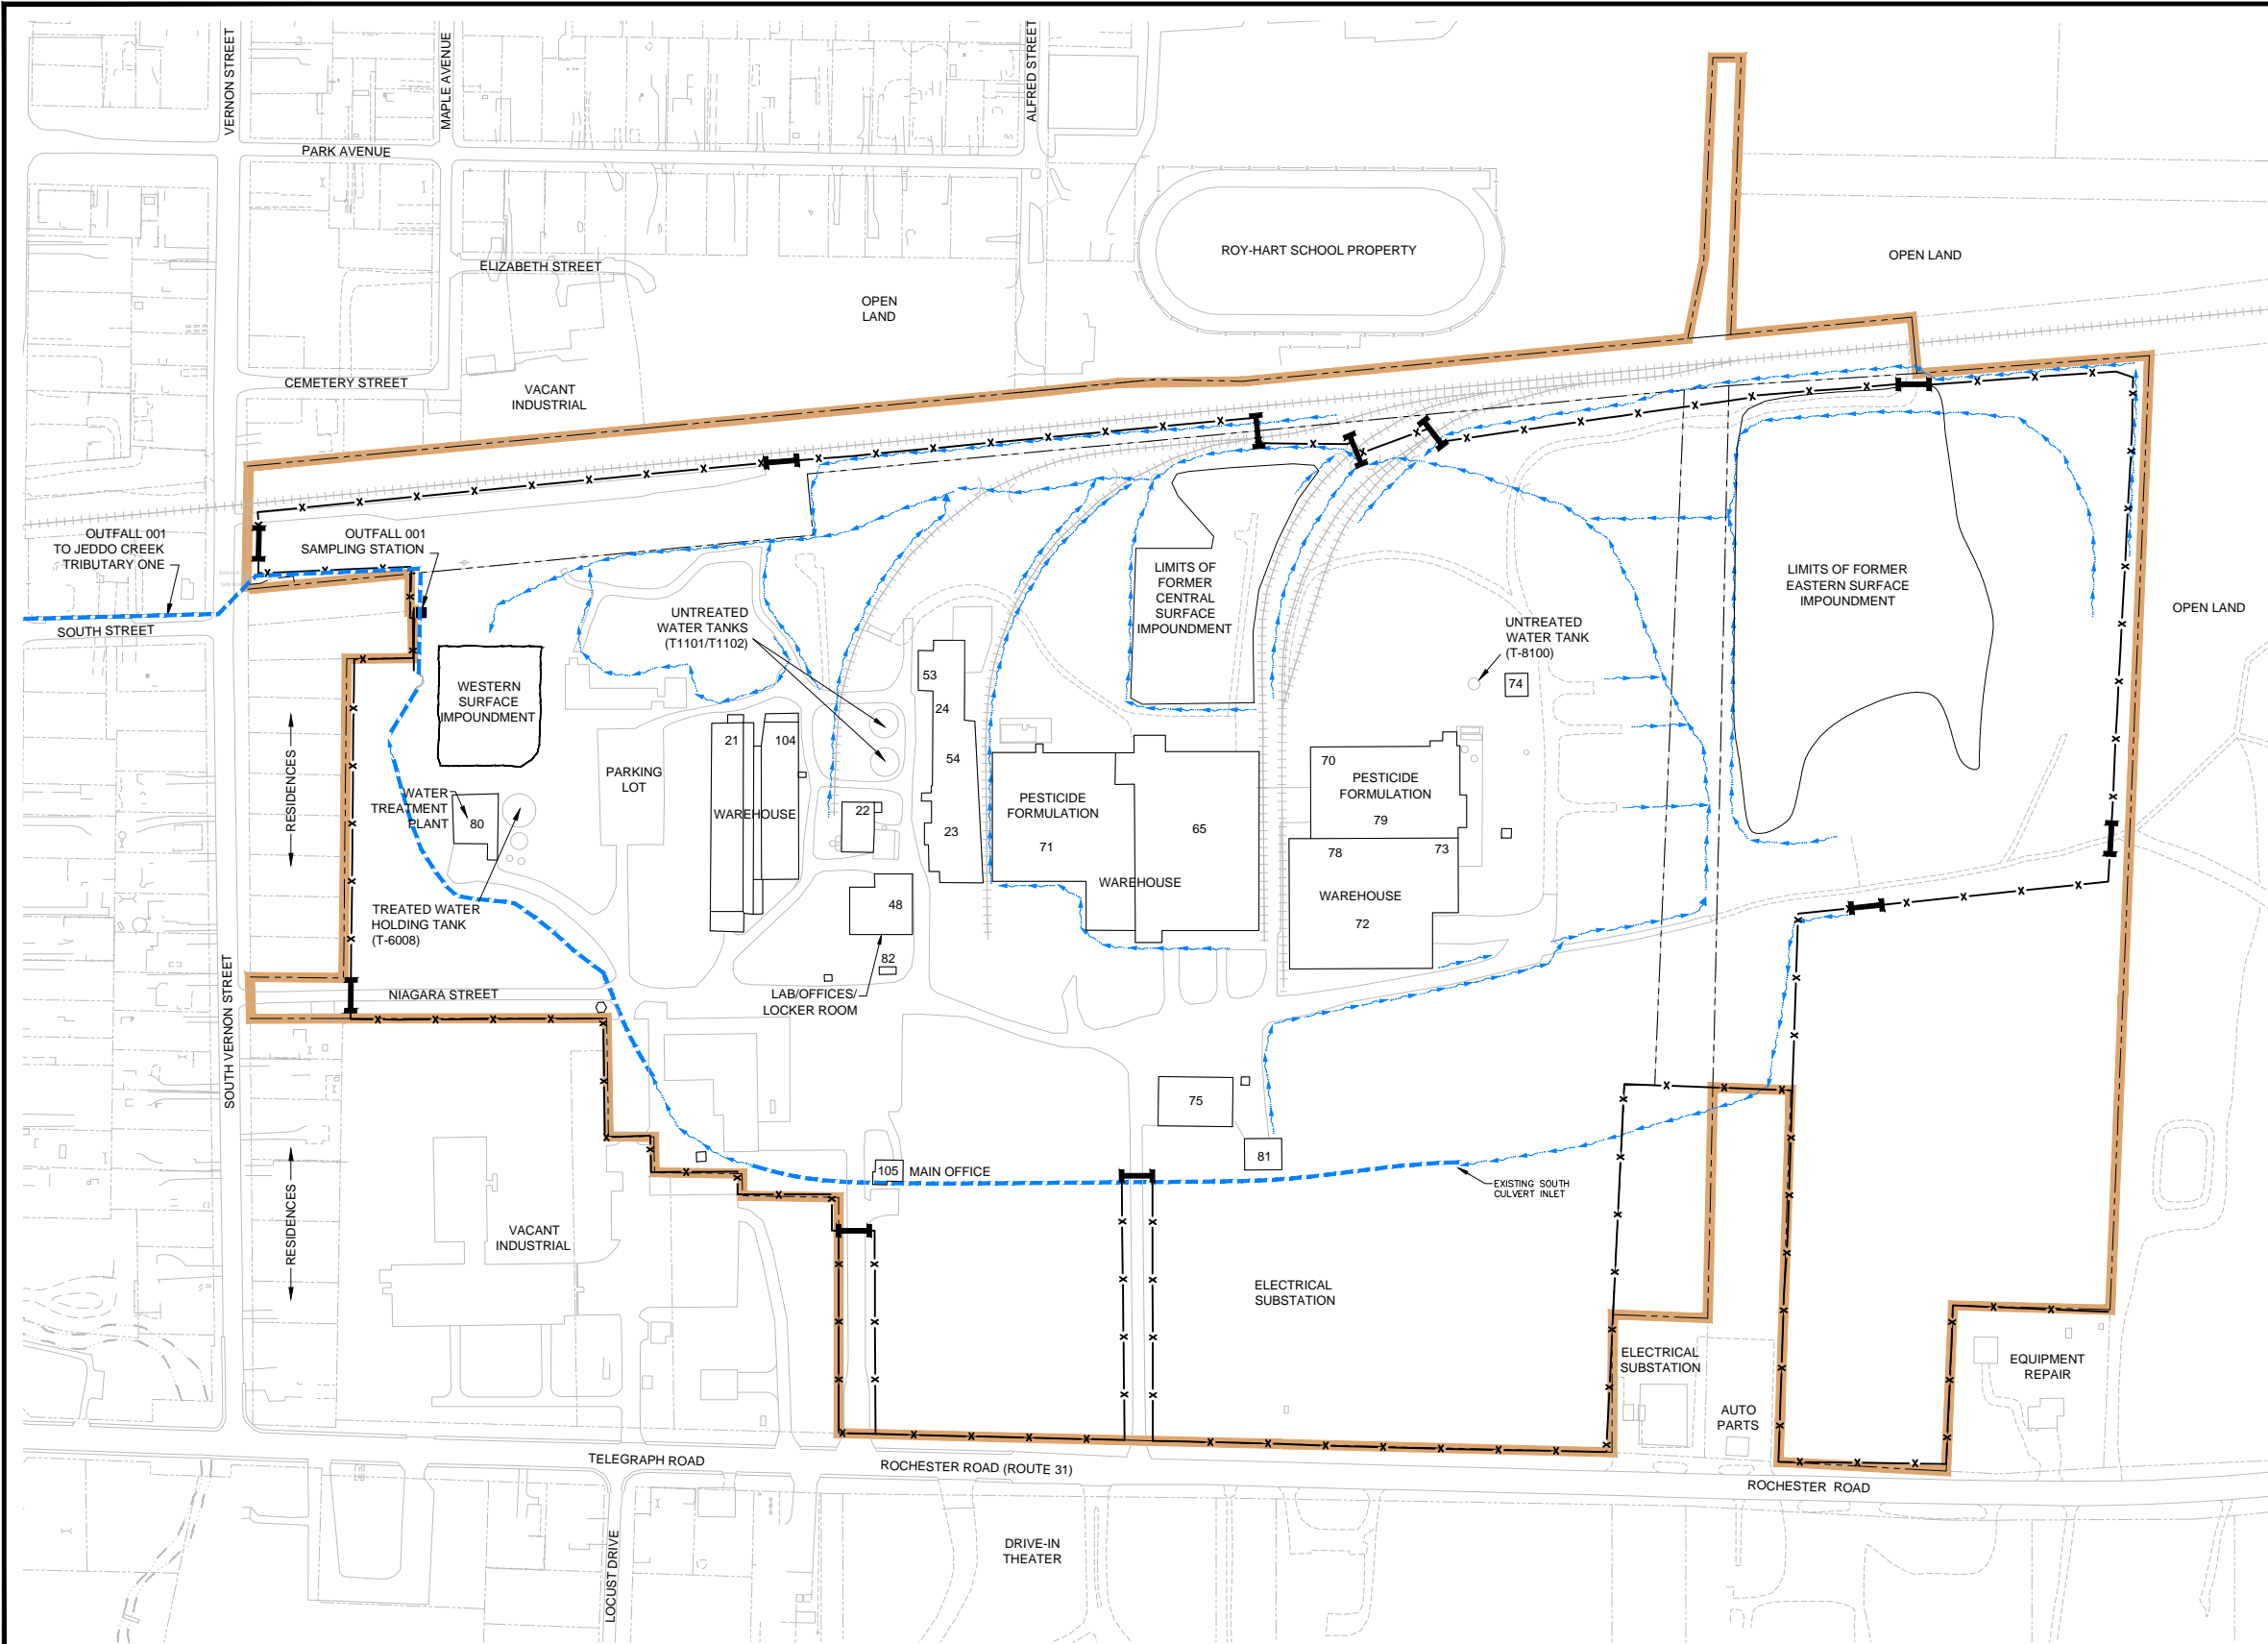 VERNON STREET
MAPLE AVENUE
ALFRED STREET
PARK AVENUE
ELIZABETH STREET
CEMETERY STREET
OPEN
LAND
VACANT
INDUSTRIAL
ROY-HART SCHOOL PROPERTY
OPEN LAND
OUTFALL 001
TO JEDDO CREEK
TRIBUTARY ONE
OUTFALL 001
SAMPLING STATION
SOUTH STREET
WESTERN
SURFACE
IMPOUNDMENT
UNTREATED
WATER TANKS
(T1101/T1102)
LIMITS OF
FORMER
CENTRAL
SURFACE
IMPOUNDMENT
UNTREATED
WATER TANK
(T-8100)
74
LIMITS OF FORMER
EASTERN SURFACE
IMPOUNDMENT
OPEN LAND
RESIDENCES
WATER
TREATMENT
PLANT
80
PARKING
LOT
21
104
WAREHOUSE
22
53
24
54
23
PESTICIDE
FORMULATION
71
65
WAREHOUSE
70
PESTICIDE
FORMULATION
79
78
73
WAREHOUSE
72
TREATED WATER
HOLDING TANK
(T-6008)
48
82
LAB/OFFICES/
LOCKER ROOM
NIAGARA STREET
SOUTH VERNON STREET
75
81
105
MAIN OFFICE
EXISTING SOUTH
CULVERT INLET
RESIDENCES
VACANT
INDUSTRIAL
ELECTRICAL
SUBSTATION
ELECTRICAL
SUBSTATION
AUTO
PARTS
EQUIPMENT
REPAIR
TELEGRAPH ROAD
ROCHESTER ROAD (ROUTE 31)
ROCHESTER ROAD
LOCUST DRIVE
DRIVE-IN
THEATER